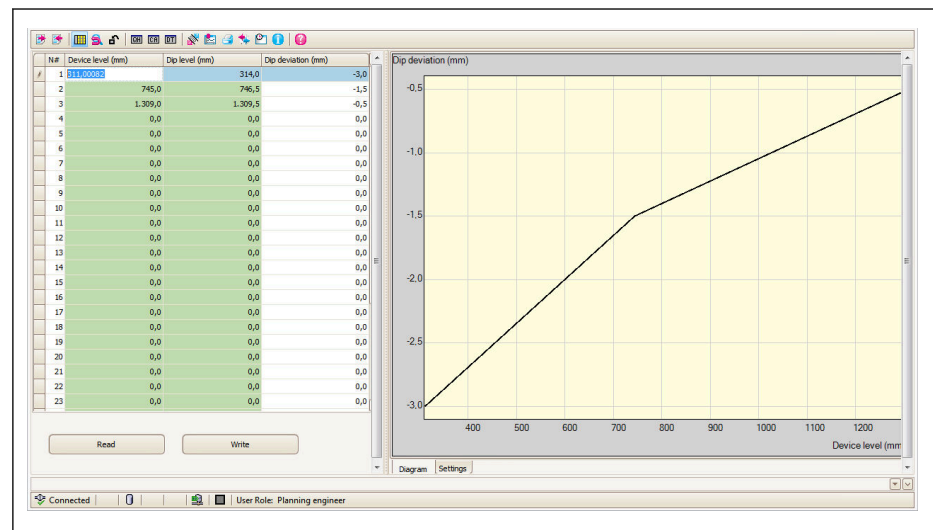 CH CA DT
N# Device level (mm) Dip level (mm) Dip deviation (mm)
1 311,00082 314,0 -3,0
2 745,0 746,5 -1,5
3 1.309,0 1.309,5 -0,5
4 0,0 0,0 0,0
5 0,0 0,0 0,0
6 0,0 0,0 0,0
7 0,0 0,0 0,0
8 0,0 0,0 0,0
9 0,0 0,0 0,0
10 0,0 0,0 0,0
11 0,0 0,0 0,0
12 0,0 0,0 0,0
13 0,0 0,0 0,0
14 0,0 0,0 0,0
15 0,0 0,0 0,0
16 0,0 0,0 0,0
17 0,0 0,0 0,0
18 0,0 0,0 0,0
19 0,0 0,0 0,0
20 0,0 0,0 0,0
21 0,0 0,0 0,0
22 0,0 0,0 0,0
23 0,0 0,0 0,0
Read Write
Dip deviation (mm)
-0,5
-1,0
-1,5
-2,0
-2,5
-3,0
400 500 600 700 800 900 1000 1100 1200
Device level (mm
Diagram Settings
Connected User Role: Planning engineer